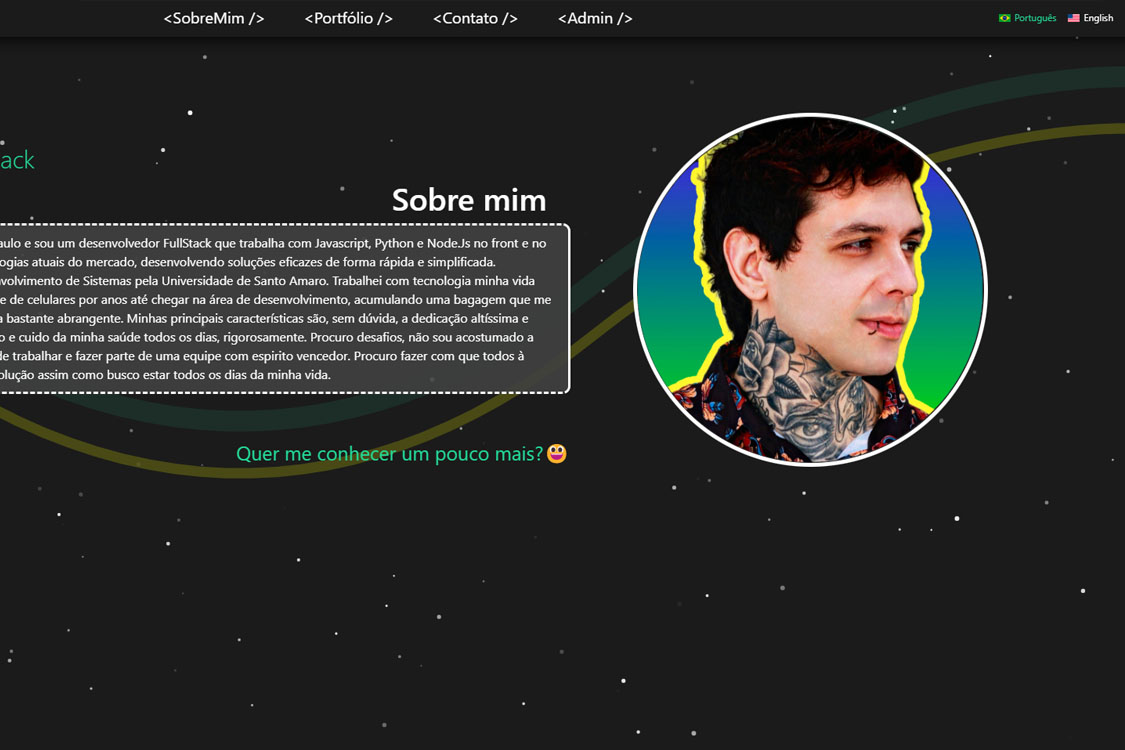 <SobreMim />
<Portfólio />
<Contato />
<Admin />
Português
English
ack
Sobre mim
aulo e sou um desenvolvedor FullStack que trabalha com Javascript, Python e NodeJs no front e no
ogias atuais do mercado, desenvolvendo soluções eficazes de forma rápida e simplificada.
nvolvimento de Sistemas pela Universidade de Santo Amaro. Trabalhei com tecnologia minha vida
e de celulares por anos até chegar na área de desenvolvimento, acumulando uma bagagem que me
a bastante abrangente. Minhas principais características são, sem dúvida, a dedicação altíssima e
o e cuido da minha saúde todos os dias, rigorosamente. Procuro desafios, não sou acostumado a
de trabalhar e fazer parte de uma equipe com espirito vencedor. Procuro fazer com que todos à
olução assim como busco estar todos os dias da minha vida.
Quer me conhecer um pouco mais?